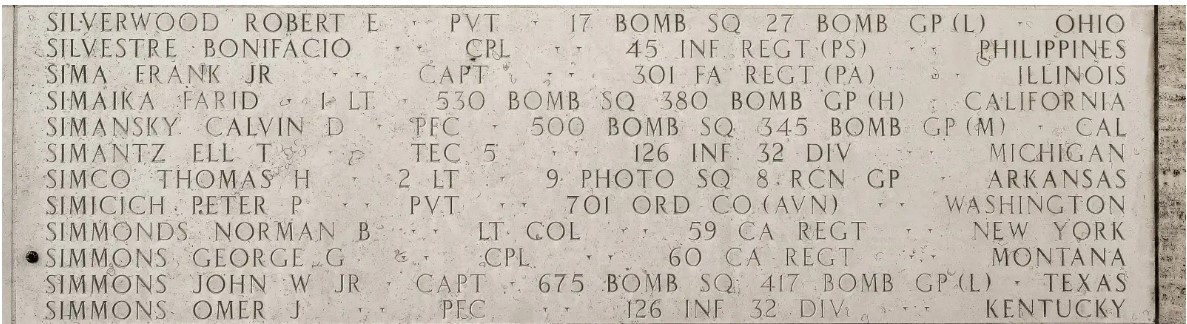 SILVERWOOD ROBERT E · PVT · 17 BOMB SQ 27 BOMB GP (L) · OHIO
SILVESTRE BONIFACIO · · CPL · · 45 INF REGT (PS) · · PHILIPPINES
SIMA FRANK JR · · CAPT · · 301 FA REGT (PA) · · ILLINOIS
SIMAIKA FARID · 1 LT · 530 BOMB SQ 380 BOMB GP (H) · CALIFORNIA
SIMANSKY CALVIN D · PFC · 500 BOMB SQ 345 BOMB GP (M) · CAL
SIMANTZ ELL T · · TEC 5 · · 126 INF 32 DIV · · MICHIGAN
SIMCO THOMAS H · 2 LT · 9 PHOTO SQ 8 RCN GP · ARKANSAS
SIMICICH PETER P · · PVT · · 701 ORD CO (AVN) · · WASHINGTON
SIMMONDS NORMAN B · · LT COL · · 59 CA REGT · · NEW YORK
SIMMONS GEORGE G · · CPL · · 60 CA REGT · · MONTANA
SIMMONS JOHN W JR · CAPT · 675 BOMB SQ 417 BOMB GP (L) · TEXAS
SIMMONS OMER J · · PFC · · 126 INF 32 DIV · · KENTUCKY